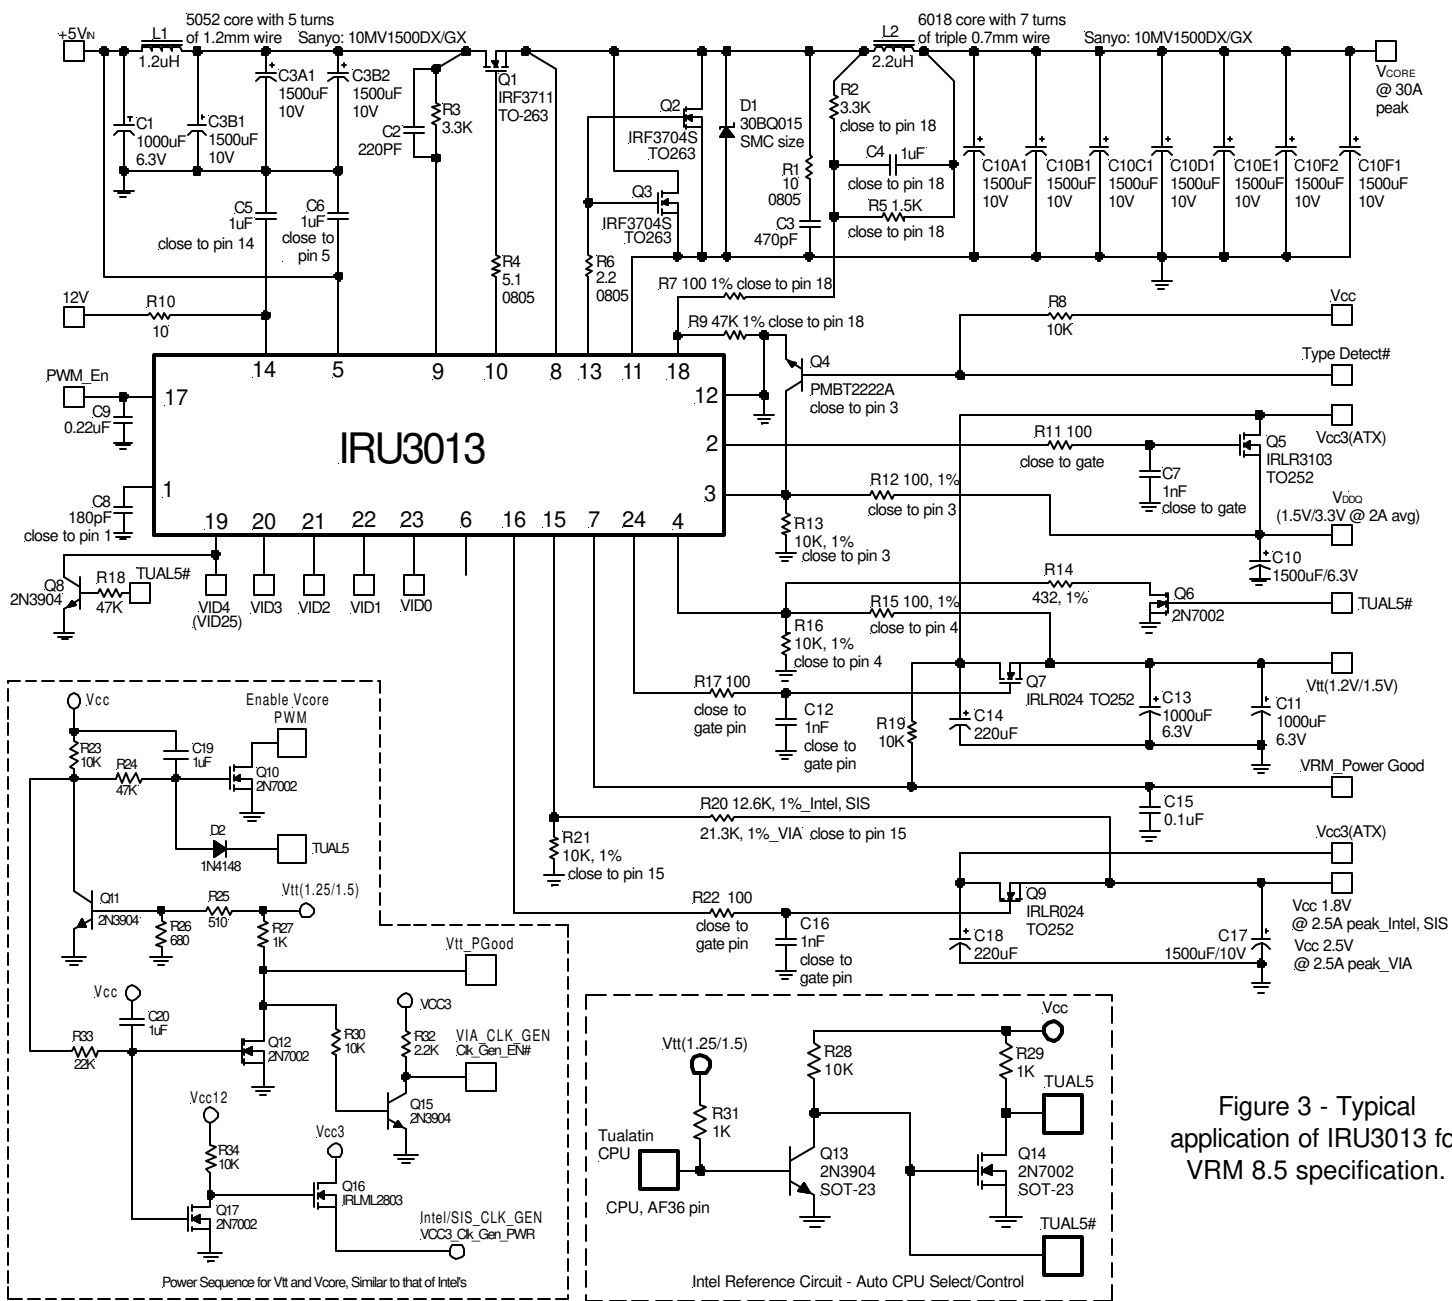 5052 core with 5 turns
of 1.2mm wire
Sanyo: 10MV1500DX/GX
6018 core with 7 turns
of triple 0.7mm wire
Sanyo: 10MV1500DX/GX
+5VIN
L1
1.2uH
C1
1000uF
6.3V
C3B1
1500uF
10V
C3A1
1500uF
10V
C3B2
1500uF
10V
C2
220PF
R3
3.3K
Q1
IRF3711
TO-263
Q2
IRF3704S
TO263
Q3
IRF3704S
TO263
D1
30BQ015
SMC size
R1
10
0805
C3
470pF
L2
2.2uH
R2
3.3K
close to pin 18
C4
1uF
close to pin 18
R5 1.5K
close to pin 18
C10A1
1500uF
10V
C10B1
1500uF
10V
C10C1
1500uF
10V
C10D1
1500uF
10V
C10E1
1500uF
10V
C10F2
1500uF
10V
C10F1
1500uF
10V
VCORE
@ 30A
peak
C5
1uF
close to pin 14
C6
1uF
close to
pin 5
R4
5.1
0805
R6
2.2
0805
R7 100 1% close to pin 18
R9 47K 1% close to pin 18
12V
R10
10
R8
10K
Vcc
Type Detect#
Q4
PMBT2222A
close to pin 3
PWM_En
C9
0.22uF
C8
180pF
close to pin 1
IRU3013
14
5
9
10
8
13
11
18
17
12
2
1
3
19
20
21
22
23
6
16
15
7
24
4
R11 100
close to gate
C7
1nF
close to gate
Q5
IRLR3103
TO252
Vcc3(ATX)
VDDQ
(1.5V/3.3V @ 2A avg)
C10
1500uF/6.3V
R12 100, 1%
close to pin 3
R13
10K, 1%
close to pin 3
R14
432, 1%
Q6
2N7002
TUAL5#
R15 100, 1%
close to pin 4
R16
10K, 1%
close to pin 4
Q8
2N3904
R18
47K
TUAL5#
VID4
(VID25)
VID3
VID2
VID1
VID0
R17 100
close to
gate pin
C12
1nF
close to
gate pin
R19
10K
Q7
IRLR024 TO252
C14
220uF
C13
1000uF
6.3V
C11
1000uF
6.3V
Vtt(1.2V/1.5V)
VRM_Power Good
C15
0.1uF
R20 12.6K, 1%_Intel, SIS
21.3K, 1%_VIA close to pin 15
R21
10K, 1%
close to pin 15
R22 100
close to
gate pin
C16
1nF
close to
gate pin
Q9
IRLR024
TO252
C18
220uF
C17
1500uF/10V
Vcc3(ATX)
Vcc 1.8V
@ 2.5A peak_Intel, SIS
Vcc 2.5V
@ 2.5A peak_VIA
Vcc
Enable Vcore
PWM
R23
10K
C19
1uF
R24
47K
Q10
2N7002
D2
1N4148
TUAL5
Q11
2N3904
R25
510
Vtt(1.25/1.5)
R26
680
R27
1K
Vtt_PGood
Vcc
C20
1uF
R33
22K
Q12
2N7002
R30
10K
VCC3
R32
2.2K
VIA_CLK_GEN
Clk_Gen_EN#
Q15
2N3904
Vcc12
R34
10K
Vcc3
Q16
IRLML2803
Q17
2N7002
Intel/SIS_CLK_GEN
VCC3_Clk_Gen_PWR
Power Sequence for Vtt and Vcore, Similar to that of Intel's
Vtt(1.25/1.5)
R31
1K
Tualatin
CPU
CPU, AF36 pin
Q13
2N3904
SOT-23
R28
10K
R29
1K
Vcc
TUAL5
Q14
2N7002
SOT-23
TUAL5#
Intel Reference Circuit - Auto CPU Select/Control
Figure 3 - Typical
application of IRU3013 fo
VRM 8.5 specification.